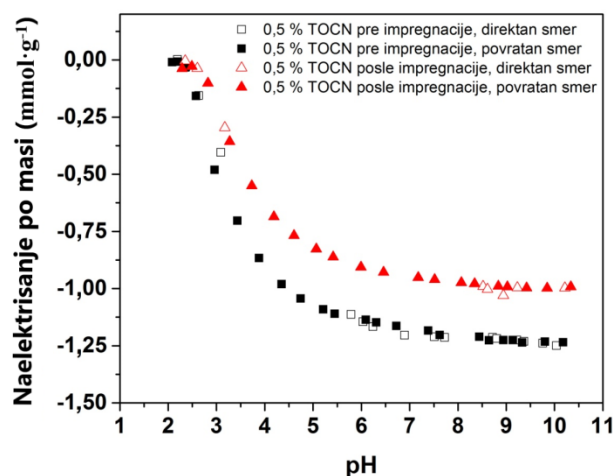 0,5 % TOCN pre impregnacije, direktan smer
0,5 % TOCN pre impregnacije, povratan smer
0,5 % TOCN posle impregnacije, direktan smer
0,5 % TOCN posle impregnacije, povratan smer
Naelektrisanje po masi (mmol·g⁻¹)
0,00
-0,25
-0,50
-0,75
-1,00
-1,25
-1,50
1 2 3 4 5 6 7 8 9 10 11
pH